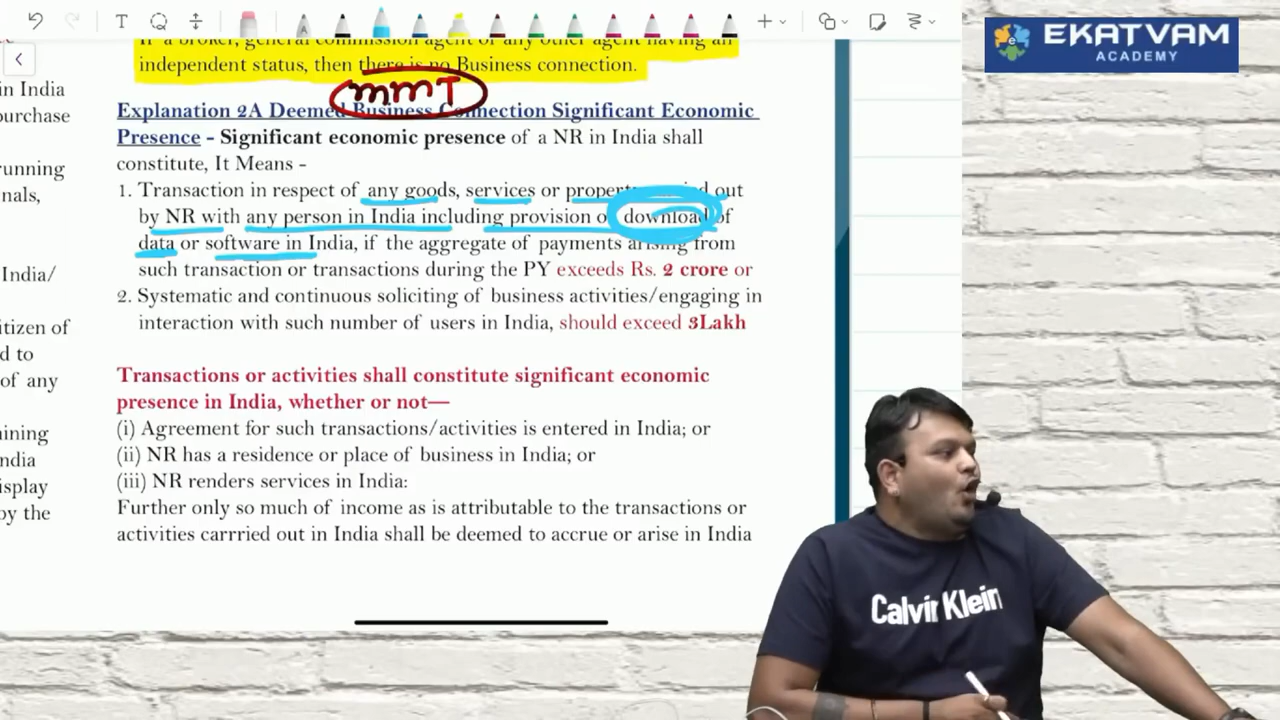 EKATVAM
ACADEMY
If a broker, general commission agent or any other agent having an
independent status, then there is no Business connection.
MMT
Explanation 2A Deemed Business Connection Significant Economic
Presence - Significant economic presence of a NR in India shall
constitute, It Means -
1. Transaction in respect of any goods, services or property carried out
by NR with any person in India including provision of download of
data or software in India, if the aggregate of payments arising from
such transaction or transactions during the PY exceeds Rs. 2 crore or
2. Systematic and continuous soliciting of business activities/engaging in
interaction with such number of users in India, should exceed 3Lakh
Transactions or activities shall constitute significant economic
presence in India, whether or not—
(i) Agreement for such transactions/activities is entered in India; or
(ii) NR has a residence or place of business in India; or
(iii) NR renders services in India:
Further only so much of income as is attributable to the transactions or
activities carrried out in India shall be deemed to accrue or arise in India
in India
purchase
running
nals,
India/
itizen of
d to
of any
ining
ndia
isplay
by the
Calvin Klein